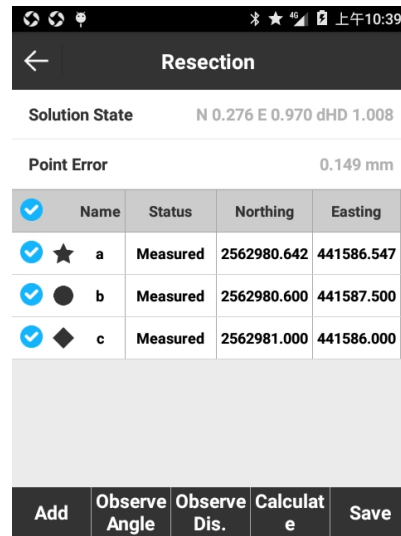 4G 上午10:39
Resection
Solution State N 0.276 E 0.970 dHD 1.008
Point Error 0.149 mm
Name Status Northing Easting
a Measured 2562980.642 441586.547
b Measured 2562980.600 441587.500
c Measured 2562981.000 441586.000
Add Observe Observe Calculat Save
Angle Dis. e